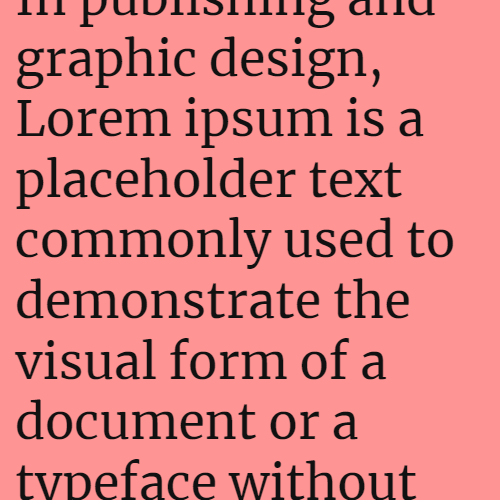 In publishing and
graphic design,
Lorem ipsum is a
placeholder text
commonly used to
demonstrate the
visual form of a
document or a
typeface without